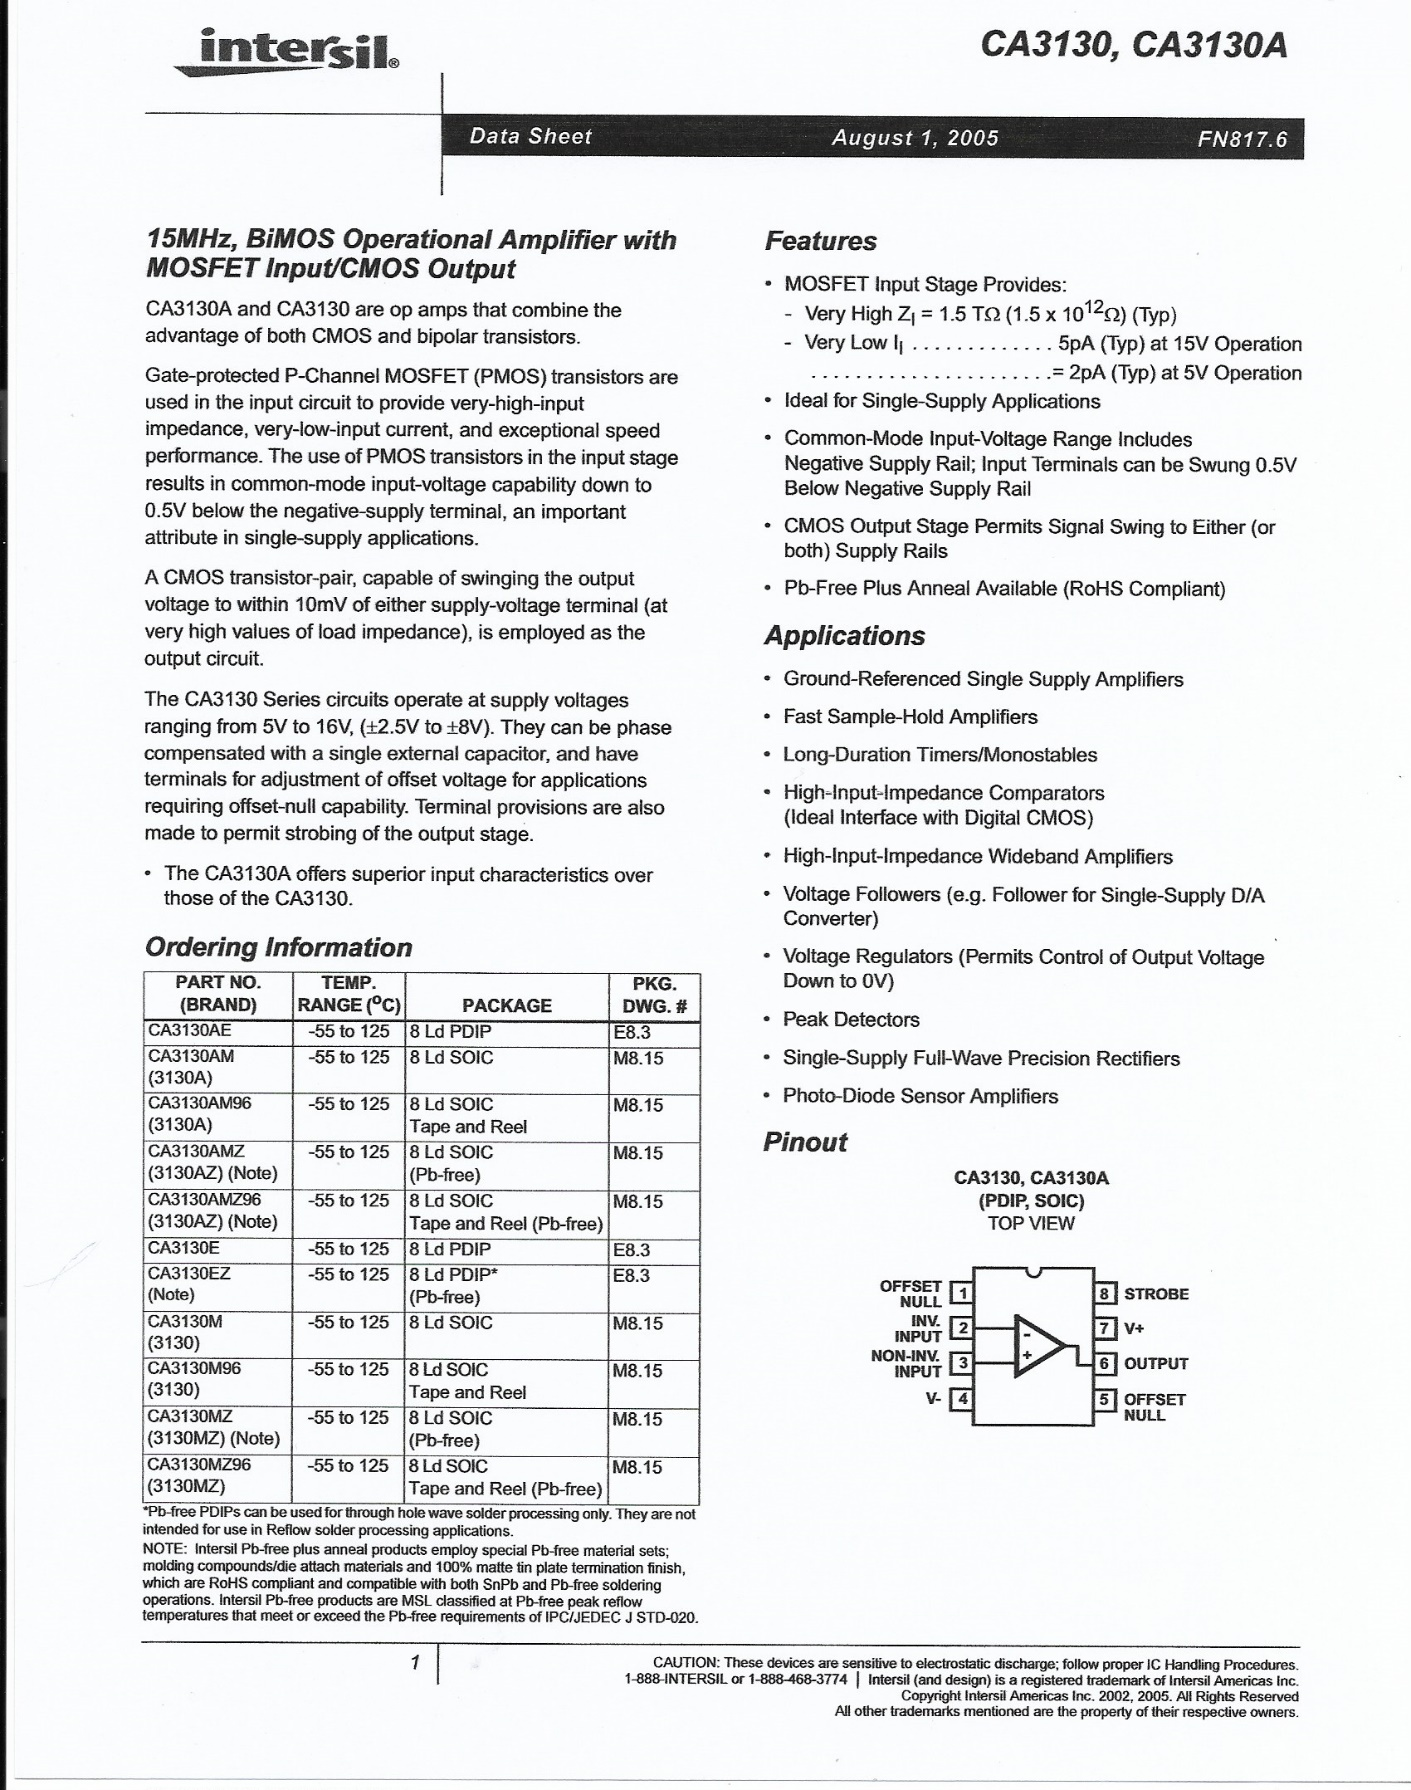 intersil®
CA3130, CA3130A
Data Sheet August 1, 2005 FN817.6
15MHz, BiMOS Operational Amplifier with
MOSFET Input/CMOS Output
CA3130A and CA3130 are op amps that combine the
advantage of both CMOS and bipolar transistors.
Gate-protected P-Channel MOSFET (PMOS) transistors are
used in the input circuit to provide very-high-input
impedance, very-low-input current, and exceptional speed
performance. The use of PMOS transistors in the input stage
results in common-mode input-voltage capability down to
0.5V below the negative-supply terminal, an important
attribute in single-supply applications.
A CMOS transistor-pair, capable of swinging the output
voltage to within 10mV of either supply-voltage terminal (at
very high values of load impedance), is employed as the
output circuit.
The CA3130 Series circuits operate at supply voltages
ranging from 5V to 16V, (±2.5V to ±8V). They can be phase
compensated with a single external capacitor, and have
terminals for adjustment of offset voltage for applications
requiring offset-null capability. Terminal provisions are also
made to permit strobing of the output stage.
• The CA3130A offers superior input characteristics over
those of the CA3130.
Ordering Information
PART NO. (BRAND) TEMP. RANGE (°C) PACKAGE PKG. DWG. #
CA3130AE -55 to 125 8 Ld PDIP E8.3
CA3130AM -55 to 125 8 Ld SOIC M8.15
(3130A)
CA3130AM96 -55 to 125 8 Ld SOIC M8.15
(3130A) Tape and Reel
CA3130AMZ -55 to 125 8 Ld SOIC M8.15
(3130AZ) (Note) (Pb-free)
CA3130AMZ96 -55 to 125 8 Ld SOIC M8.15
(3130AZ) (Note) Tape and Reel (Pb-free)
CA3130E -55 to 125 8 Ld PDIP E8.3
CA3130EZ -55 to 125 8 Ld PDIP* E8.3
(Note) (Pb-free)
CA3130M -55 to 125 8 Ld SOIC M8.15
(3130)
CA3130M96 -55 to 125 8 Ld SOIC M8.15
(3130) Tape and Reel
CA3130MZ -55 to 125 8 Ld SOIC M8.15
(3130MZ) (Note) (Pb-free)
CA3130MZ96 -55 to 125 8 Ld SOIC M8.15
(3130MZ) Tape and Reel (Pb-free)
*Pb-free PDIPs can be used for through hole wave solder processing only. They are not
intended for use in Reflow solder processing applications.
NOTE: Intersil Pb-free plus anneal products employ special Pb-free material sets;
molding compounds/die attach materials and 100% matte tin plate termination finish,
which are RoHS compliant and compatible with both SnPb and Pb-free soldering
operations. Intersil Pb-free products are MSL classified at Pb-free peak reflow
temperatures that meet or exceed the Pb-free requirements of IPC/JEDEC J STD-020.
Features
• MOSFET Input Stage Provides:
- Very High ZI = 1.5 TΩ (1.5 x 10¹²Ω) (Typ)
- Very Low II . . . . . . . . . . . . . 5pA (Typ) at 15V Operation
. . . . . . . . . . . . . . . . . . . . . .= 2pA (Typ) at 5V Operation
• Ideal for Single-Supply Applications
• Common-Mode Input-Voltage Range Includes
Negative Supply Rail; Input Terminals can be Swung 0.5V
Below Negative Supply Rail
• CMOS Output Stage Permits Signal Swing to Either (or
both) Supply Rails
• Pb-Free Plus Anneal Available (RoHS Compliant)
Applications
• Ground-Referenced Single Supply Amplifiers
• Fast Sample-Hold Amplifiers
• Long-Duration Timers/Monostables
• High-Input-Impedance Comparators
(Ideal Interface with Digital CMOS)
• High-Input-Impedance Wideband Amplifiers
• Voltage Followers (e.g. Follower for Single-Supply D/A
Converter)
• Voltage Regulators (Permits Control of Output Voltage
Down to 0V)
• Peak Detectors
• Single-Supply Full-Wave Precision Rectifiers
• Photo-Diode Sensor Amplifiers
Pinout
CA3130, CA3130A
(PDIP, SOIC)
TOP VIEW
OFFSET NULL 1 8 STROBE
INV. INPUT 2 - 7 V+
NON-INV. INPUT 3 + 6 OUTPUT
V- 4 5 OFFSET NULL
1
CAUTION: These devices are sensitive to electrostatic discharge; follow proper IC Handling Procedures.
1-888-INTERSIL or 1-888-468-3774 | Intersil (and design) is a registered trademark of Intersil Americas Inc.
Copyright Intersil Americas Inc. 2002, 2005. All Rights Reserved
All other trademarks mentioned are the property of their respective owners.